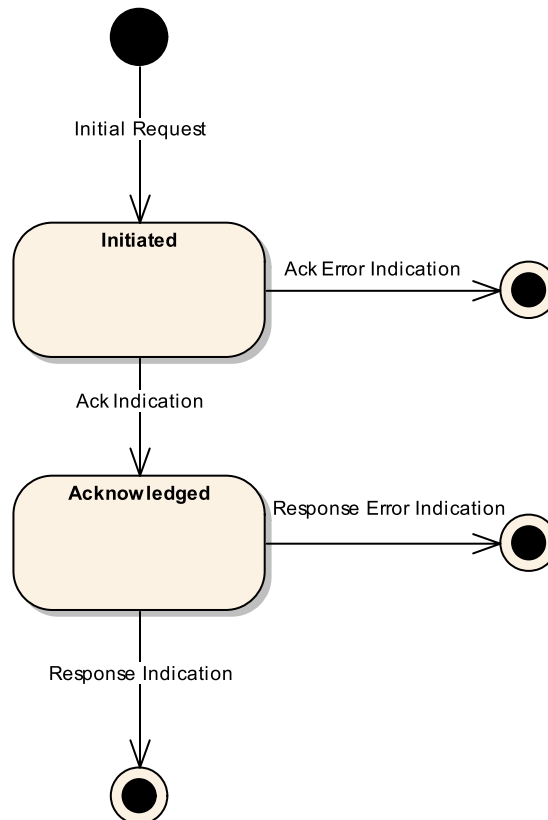 Initial Request
Initiated
Ack Error Indication
Ack Indication
Acknowledged
Response Error Indication
Response Indication